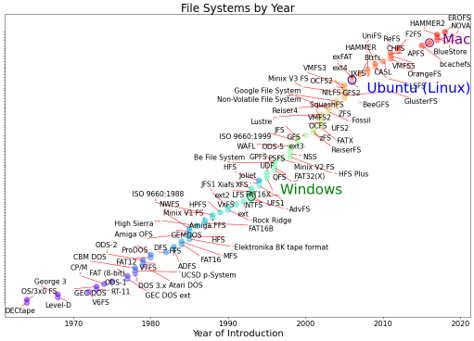 File Systems by Year
EROFS
HAMMER2
NOVA
UniFS
F2FS
ReFS
Mac
HAMMER
CHFS
BlueStore
exFAT
Btrfs
APFS
bcachefs
VMFS3
ext4
VMFS5
JXFS
CASL
OrangeFS
Minix V3 FS
OCFS2
LSFS
Ubuntu (Linux)
Google File System
NILFS
GFS2
GlusterFS
Non-Volatile File System
SquashFS
BeeGFS
Reiser4
ZFS
VMFS2
Fossil
Lustre
OCFS
UFS2
JFS
ISO 9660:1999
GFS
zFS
FATX
WAFL
ODS-5
ext3
ReiserFS
Be File System
GPFS
PSFS
NSS
HFS
UDF
Minix V2 FS
HFS Plus
Joliet
QFS
FAT32(X)
JFS1
Xiafs
XFS
Windows
ISO 9660:1988
ext2
LFS
FAT16X
NWFS
HPFS
VxFS
NTFS
UFS1
AdvFS
Minix V1 FS
ext
Rock Ridge
High Sierra
Amiga FFS
FAT16B
Amiga OFS
GEMDOS
HFS
ODS-2
ProDOS
DFS
FFS
Elektronika BK tape format
CBM DOS
FAT12
FAT16
MFS
CP/M
FAT (8-bit)
V7FS
ADFS
UCSD p-System
George 3
ODS-1
DOS 3.x
Atari DOS
OS/3x0 FS
GEC DOS
RT-11
GEC DOS ext
DECtape
Level-D
V6FS
1970
1980
1990
2000
2010
2020
Year of Introduction